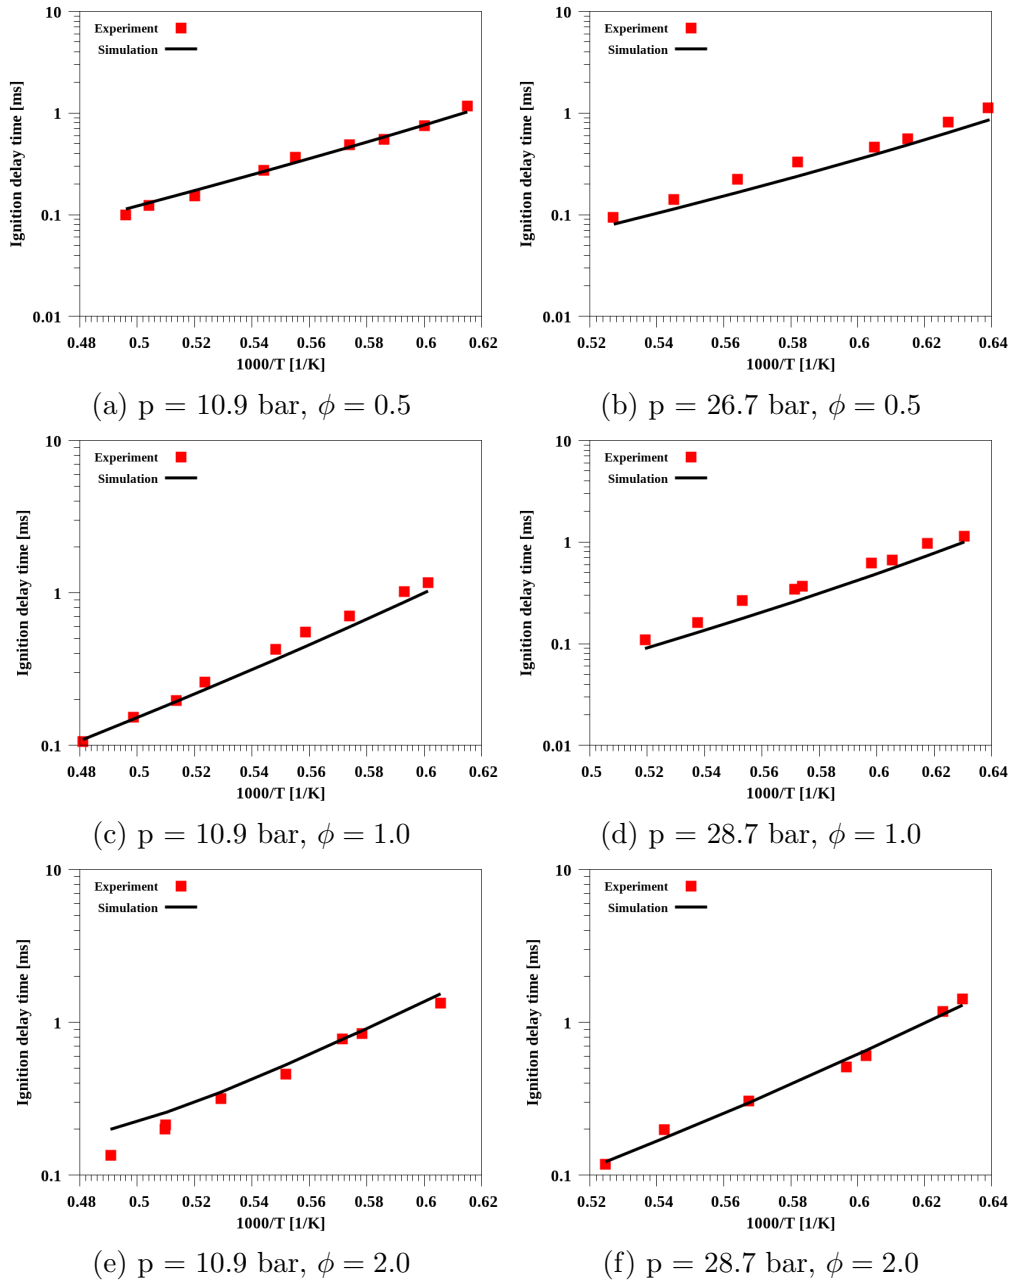 10
1
0.1
0.01
Ignition delay time [ms]
Experiment
Simulation
0.48 0.5 0.52 0.54 0.56 0.58 0.6 0.62
1000/T [1/K]
(a) p = 10.9 bar, ϕ = 0.5
10
1
0.1
0.01
Ignition delay time [ms]
Experiment
Simulation
0.52 0.54 0.56 0.58 0.6 0.62 0.64
1000/T [1/K]
(b) p = 26.7 bar, ϕ = 0.5
10
1
0.1
Ignition delay time [ms]
Experiment
Simulation
0.48 0.5 0.52 0.54 0.56 0.58 0.6 0.62
1000/T [1/K]
(c) p = 10.9 bar, ϕ = 1.0
10
1
0.1
0.01
Ignition delay time [ms]
Experiment
Simulation
0.5 0.52 0.54 0.56 0.58 0.6 0.62 0.64
1000/T [1/K]
(d) p = 28.7 bar, ϕ = 1.0
10
1
0.1
Ignition delay time [ms]
Experiment
Simulation
0.48 0.5 0.52 0.54 0.56 0.58 0.6 0.62
1000/T [1/K]
(e) p = 10.9 bar, ϕ = 2.0
10
1
0.1
Ignition delay time [ms]
Experiment
Simulation
0.52 0.54 0.56 0.58 0.6 0.62 0.64
1000/T [1/K]
(f) p = 28.7 bar, ϕ = 2.0